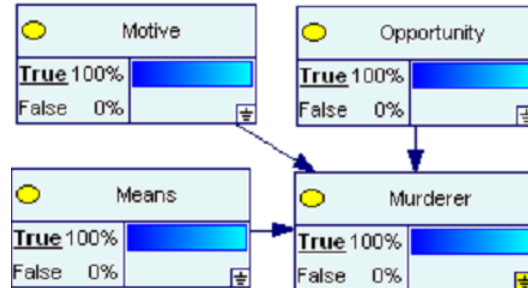 Motive
True 100%
False 0%
Opportunity
True 100%
False 0%
Means
True 100%
False 0%
Murderer
True 100%
False 0%